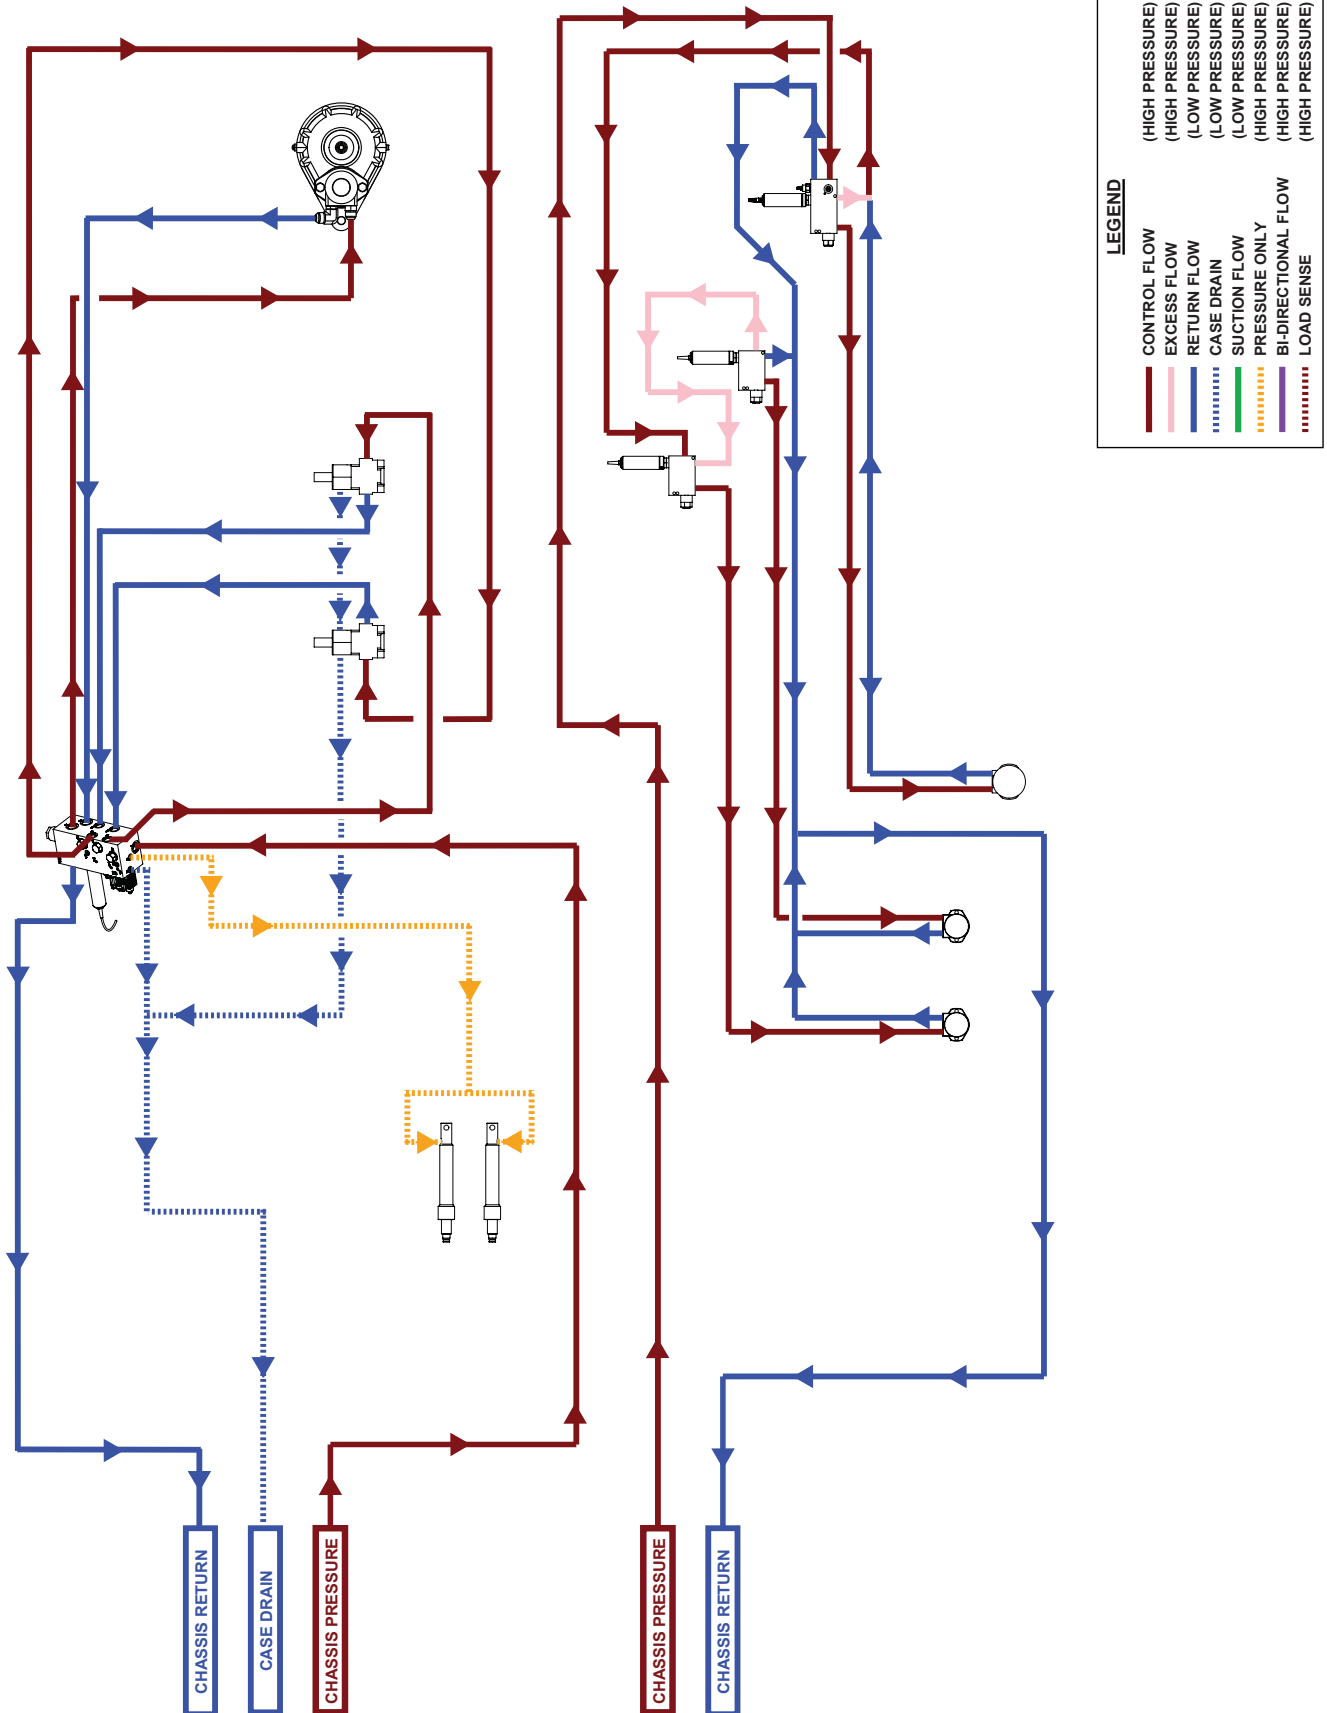 LEGEND
CONTROL FLOW (HIGH PRESSURE)
EXCESS FLOW (HIGH PRESSURE)
RETURN FLOW (LOW PRESSURE)
CASE DRAIN (LOW PRESSURE)
SUCTION FLOW (LOW PRESSURE)
PRESSURE ONLY (HIGH PRESSURE)
BI-DIRECTIONAL FLOW (HIGH PRESSURE)
LOAD SENSE (HIGH PRESSURE)
CHASSIS RETURN
CASE DRAIN
CHASSIS PRESSURE
CHASSIS PRESSURE
CHASSIS RETURN